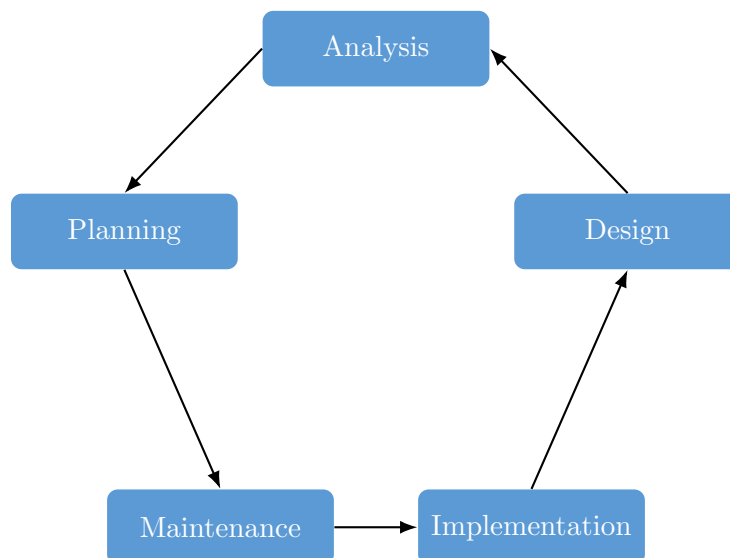 Analysis
Planning
Design
Maintenance
Implementation